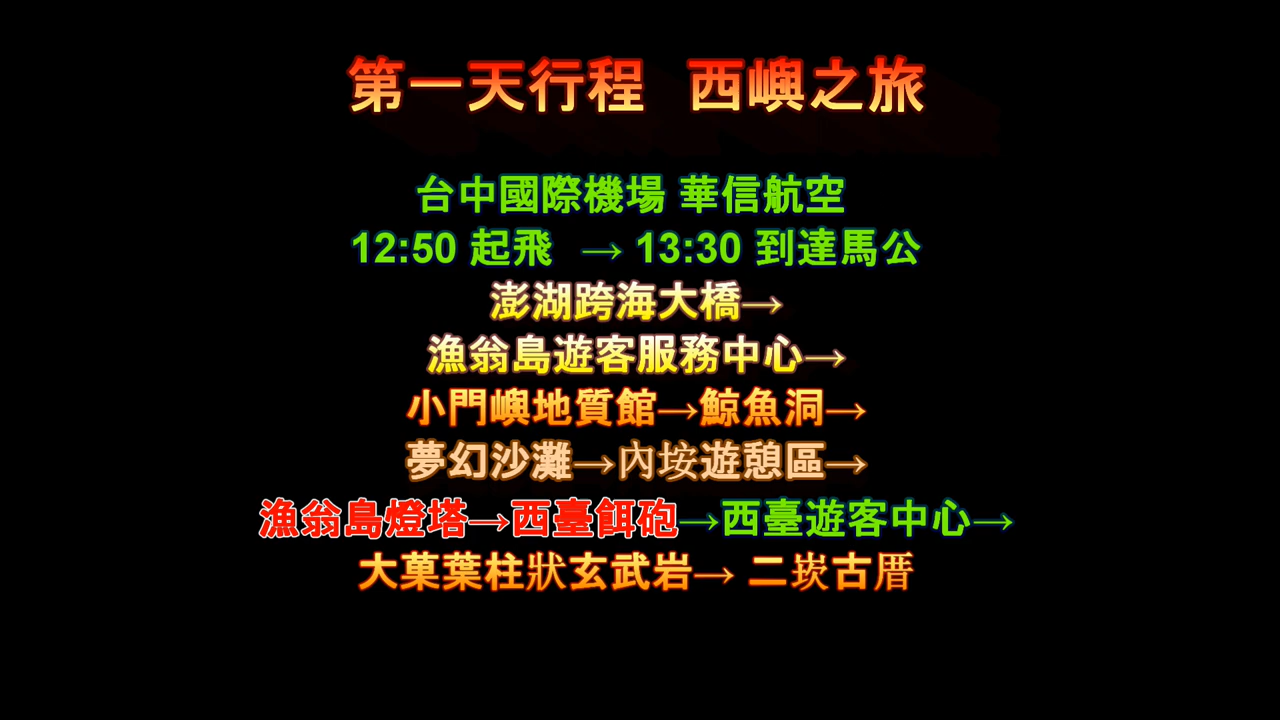 第一天行程 西嶼之旅
台中國際機場 華信航空
12:50 起飛 → 13:30 到達馬公
澎湖跨海大橋→
漁翁島遊客服務中心→
小門嶼地質館→鯨魚洞→
夢幻沙灘→內垵遊憩區→
漁翁島燈塔→西臺餌砲→西臺遊客中心→
大菓葉柱狀玄武岩→ 二崁古厝